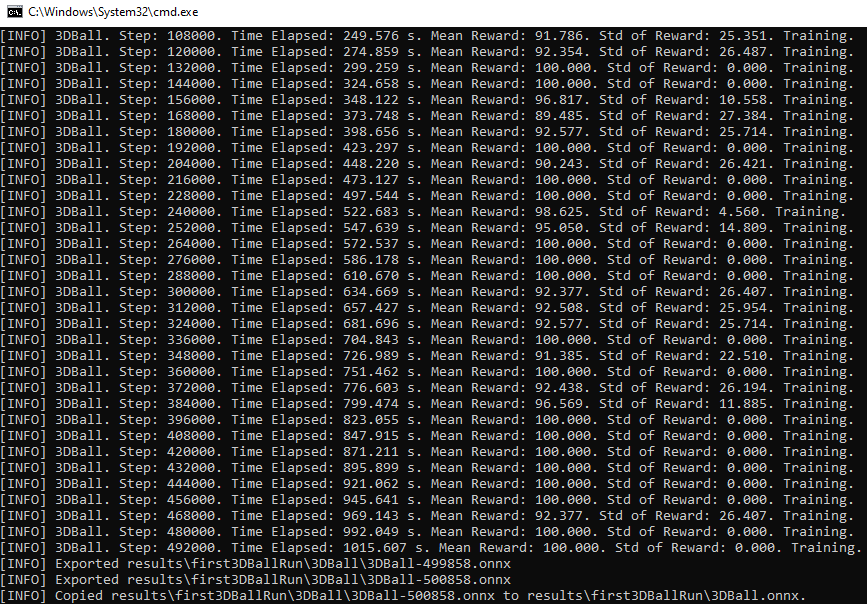 C:\Windows\System32\cmd.exe
[INFO] 3DBall. Step: 108000. Time Elapsed: 249.576 s. Mean Reward: 91.786. Std of Reward: 25.351. Training.
[INFO] 3DBall. Step: 120000. Time Elapsed: 274.859 s. Mean Reward: 92.354. Std of Reward: 26.487. Training.
[INFO] 3DBall. Step: 132000. Time Elapsed: 299.259 s. Mean Reward: 100.000. Std of Reward: 0.000. Training.
[INFO] 3DBall. Step: 144000. Time Elapsed: 324.658 s. Mean Reward: 100.000. Std of Reward: 0.000. Training.
[INFO] 3DBall. Step: 156000. Time Elapsed: 348.122 s. Mean Reward: 96.817. Std of Reward: 10.558. Training.
[INFO] 3DBall. Step: 168000. Time Elapsed: 373.748 s. Mean Reward: 89.485. Std of Reward: 27.384. Training.
[INFO] 3DBall. Step: 180000. Time Elapsed: 398.656 s. Mean Reward: 92.577. Std of Reward: 25.714. Training.
[INFO] 3DBall. Step: 192000. Time Elapsed: 423.297 s. Mean Reward: 100.000. Std of Reward: 0.000. Training.
[INFO] 3DBall. Step: 204000. Time Elapsed: 448.220 s. Mean Reward: 90.243. Std of Reward: 26.421. Training.
[INFO] 3DBall. Step: 216000. Time Elapsed: 473.127 s. Mean Reward: 100.000. Std of Reward: 0.000. Training.
[INFO] 3DBall. Step: 228000. Time Elapsed: 497.544 s. Mean Reward: 100.000. Std of Reward: 0.000. Training.
[INFO] 3DBall. Step: 240000. Time Elapsed: 522.683 s. Mean Reward: 98.625. Std of Reward: 4.560. Training.
[INFO] 3DBall. Step: 252000. Time Elapsed: 547.639 s. Mean Reward: 95.050. Std of Reward: 14.809. Training.
[INFO] 3DBall. Step: 264000. Time Elapsed: 572.537 s. Mean Reward: 100.000. Std of Reward: 0.000. Training.
[INFO] 3DBall. Step: 276000. Time Elapsed: 586.178 s. Mean Reward: 100.000. Std of Reward: 0.000. Training.
[INFO] 3DBall. Step: 288000. Time Elapsed: 610.670 s. Mean Reward: 100.000. Std of Reward: 0.000. Training.
[INFO] 3DBall. Step: 300000. Time Elapsed: 634.669 s. Mean Reward: 92.377. Std of Reward: 26.407. Training.
[INFO] 3DBall. Step: 312000. Time Elapsed: 657.427 s. Mean Reward: 92.508. Std of Reward: 25.954. Training.
[INFO] 3DBall. Step: 324000. Time Elapsed: 681.696 s. Mean Reward: 92.577. Std of Reward: 25.714. Training.
[INFO] 3DBall. Step: 336000. Time Elapsed: 704.843 s. Mean Reward: 100.000. Std of Reward: 0.000. Training.
[INFO] 3DBall. Step: 348000. Time Elapsed: 726.989 s. Mean Reward: 91.385. Std of Reward: 22.510. Training.
[INFO] 3DBall. Step: 360000. Time Elapsed: 751.462 s. Mean Reward: 100.000. Std of Reward: 0.000. Training.
[INFO] 3DBall. Step: 372000. Time Elapsed: 776.603 s. Mean Reward: 92.438. Std of Reward: 26.194. Training.
[INFO] 3DBall. Step: 384000. Time Elapsed: 799.474 s. Mean Reward: 96.569. Std of Reward: 11.885. Training.
[INFO] 3DBall. Step: 396000. Time Elapsed: 823.055 s. Mean Reward: 100.000. Std of Reward: 0.000. Training.
[INFO] 3DBall. Step: 408000. Time Elapsed: 847.915 s. Mean Reward: 100.000. Std of Reward: 0.000. Training.
[INFO] 3DBall. Step: 420000. Time Elapsed: 871.211 s. Mean Reward: 100.000. Std of Reward: 0.000. Training.
[INFO] 3DBall. Step: 432000. Time Elapsed: 895.899 s. Mean Reward: 100.000. Std of Reward: 0.000. Training.
[INFO] 3DBall. Step: 444000. Time Elapsed: 921.062 s. Mean Reward: 100.000. Std of Reward: 0.000. Training.
[INFO] 3DBall. Step: 456000. Time Elapsed: 945.641 s. Mean Reward: 100.000. Std of Reward: 0.000. Training.
[INFO] 3DBall. Step: 468000. Time Elapsed: 969.143 s. Mean Reward: 92.377. Std of Reward: 26.407. Training.
[INFO] 3DBall. Step: 480000. Time Elapsed: 992.049 s. Mean Reward: 100.000. Std of Reward: 0.000. Training.
[INFO] 3DBall. Step: 492000. Time Elapsed: 1015.607 s. Mean Reward: 100.000. Std of Reward: 0.000. Training.
[INFO] Exported results\first3DBallRun\3DBall\3DBall-499858.onnx
[INFO] Exported results\first3DBallRun\3DBall\3DBall-500858.onnx
[INFO] Copied results\first3DBallRun\3DBall\3DBall-500858.onnx to results\first3DBallRun\3DBall.onnx.